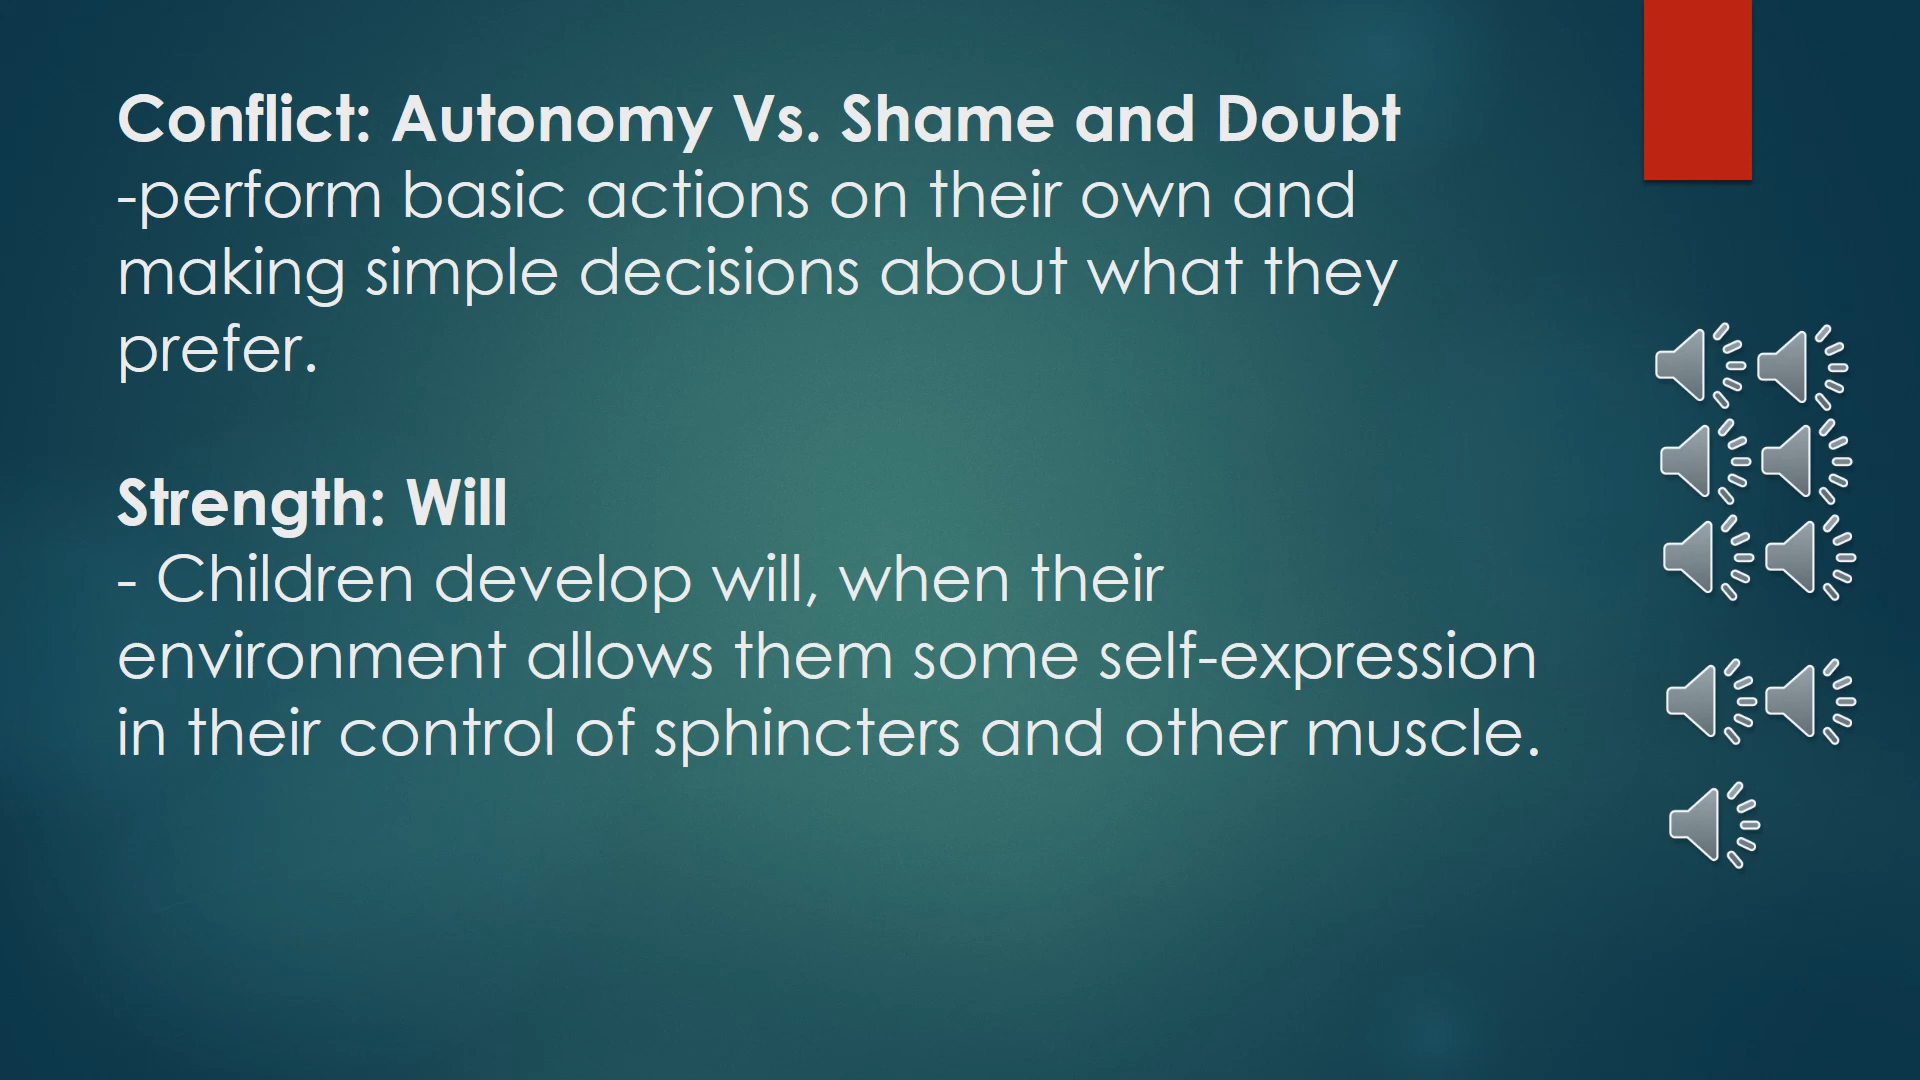 Conflict: Autonomy Vs. Shame and Doubt
-perform basic actions on their own and
making simple decisions about what they
prefer.
Strength: Will
- Children develop will, when their
environment allows them some self-expression
in their control of sphincters and other muscle.